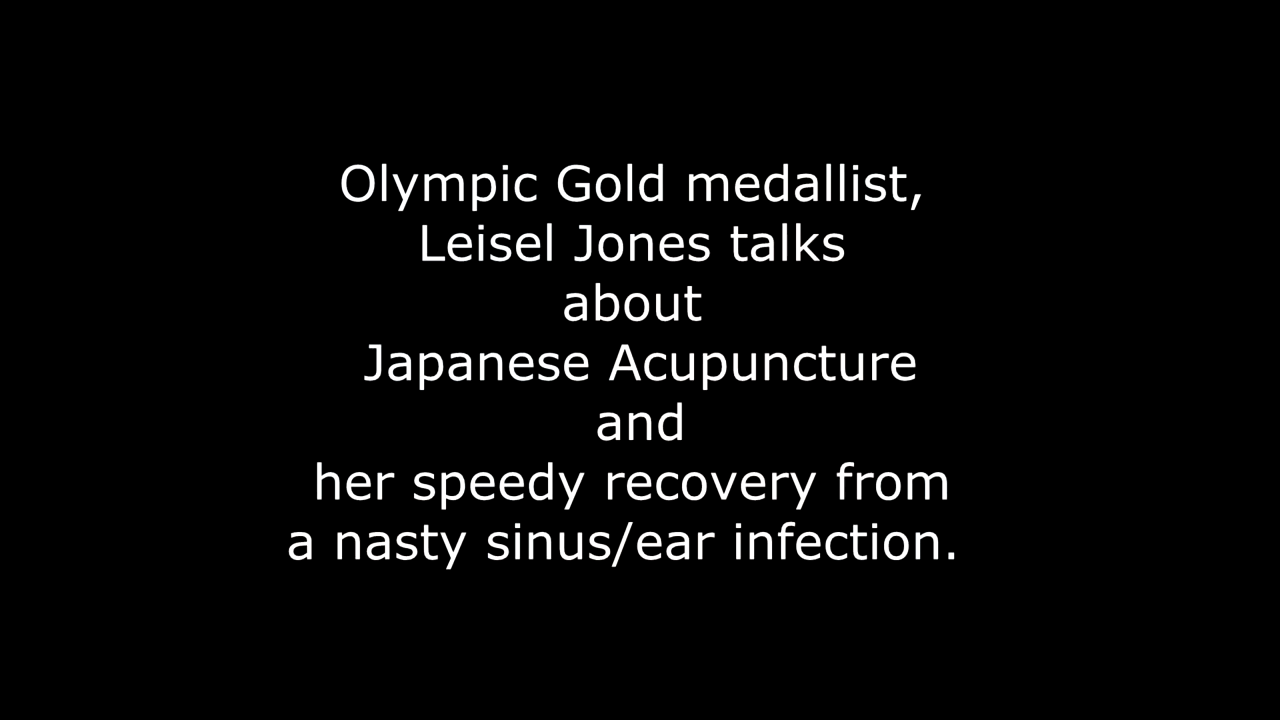 Olympic Gold medallist,
Leisel Jones talks
about
Japanese Acupuncture
and
her speedy recovery from
a nasty sinus/ear infection.